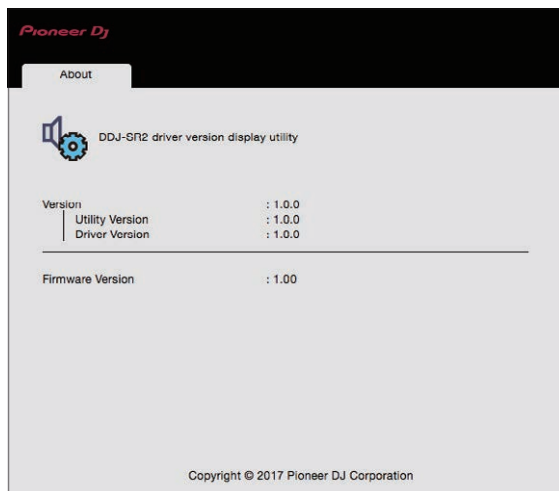 Pioneer Dj
About
DDJ-SR2 driver version display utility
Version : 1.0.0
Utility Version : 1.0.0
Driver Version : 1.0.0
Firmware Version : 1.00
Copyright © 2017 Pioneer DJ Corporation